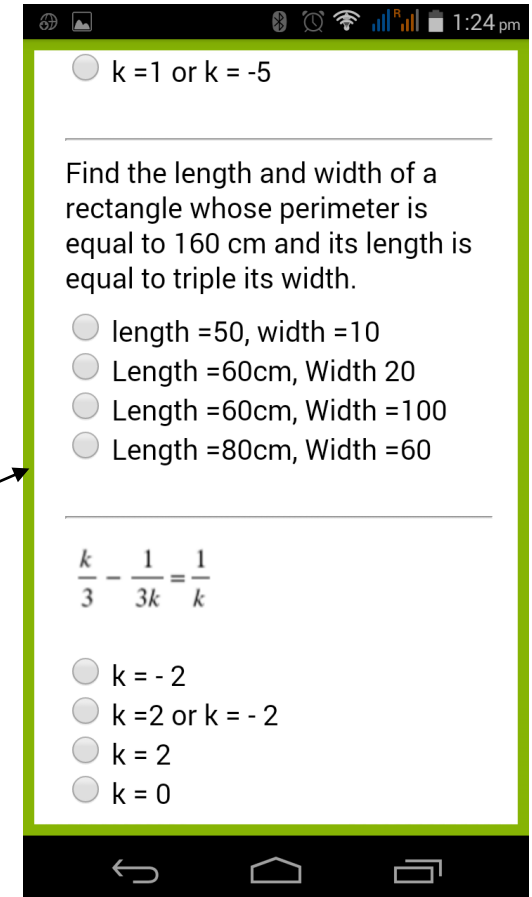 R 1:24 pm
k =1 or k = -5
Find the length and width of a
rectangle whose perimeter is
equal to 160 cm and its length is
equal to triple its width.
length =50, width =10
Length =60cm, Width 20
Length =60cm, Width =100
Length =80cm, Width =60
k/3 − 1/3k = 1/k
k = - 2
k =2 or k = - 2
k = 2
k = 0